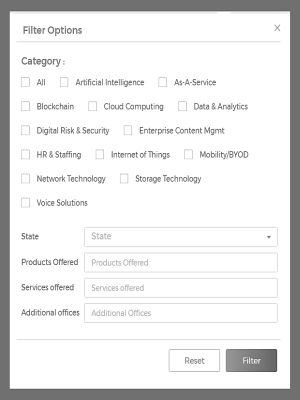 Filter Options X
Category :
All Artificial Intelligence As-A-Service
Blockchain Cloud Computing Data & Analytics
Digital Risk & Security Enterprise Content Mgmt
HR & Staffing Internet of Things Mobility/BYOD
Network Technology Storage Technology
Voice Solutions
State State
Products Offered Products Offered
Services offered Services offered
Additional offices Additional Offices
Reset Filter